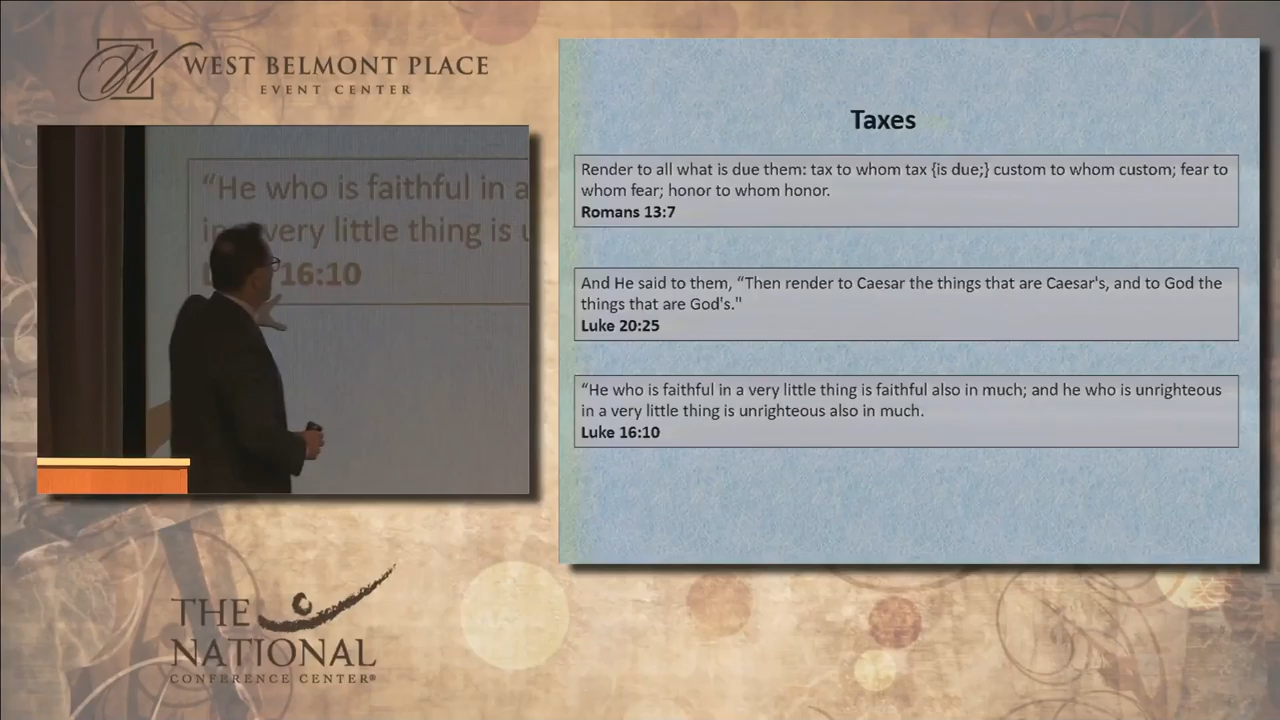 WEST BELMONT PLACE
EVENT CENTER
“He who is faithful in a
very little thing is
16:10
THE
NATIONAL
CONFERENCE CENTER®
Taxes
Render to all what is due them: tax to whom tax {is due;} custom to whom custom; fear to
whom fear; honor to whom honor.
Romans 13:7
And He said to them, “Then render to Caesar the things that are Caesar's, and to God the
things that are God's."
Luke 20:25
“He who is faithful in a very little thing is faithful also in much; and he who is unrighteous
in a very little thing is unrighteous also in much.
Luke 16:10